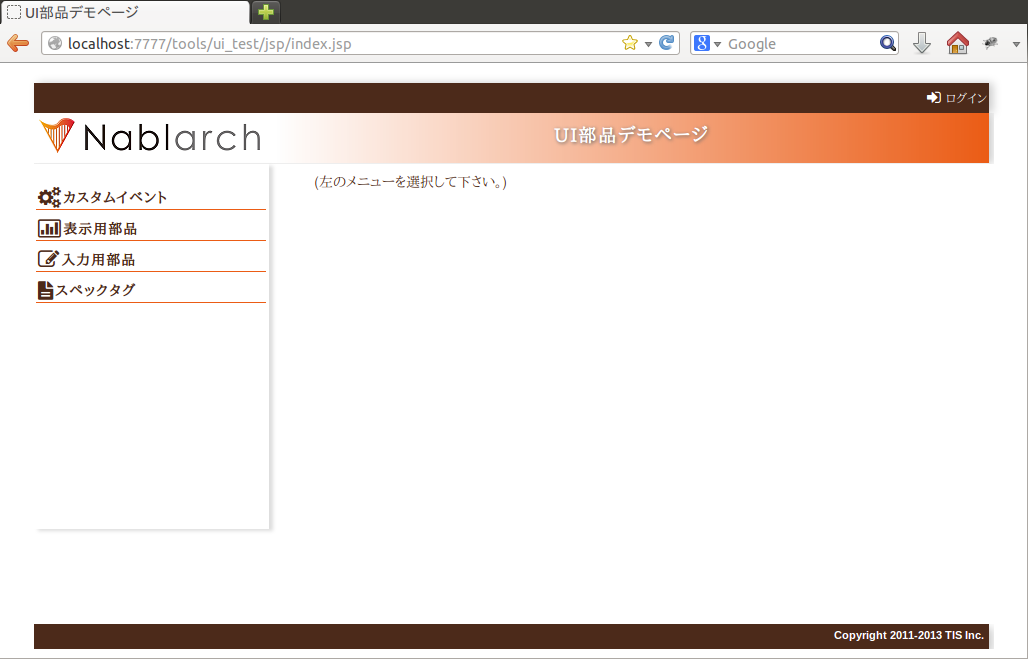 UI部品デモページ
localhost:7777/tools/ui_test/jsp/index.jsp
8 Google
ログイン
Nablarch
UI部品デモページ
(左のメニューを選択して下さい。)
カスタムイベント
表示用部品
入力用部品
スペックタグ
Copyright 2011-2013 TIS Inc.